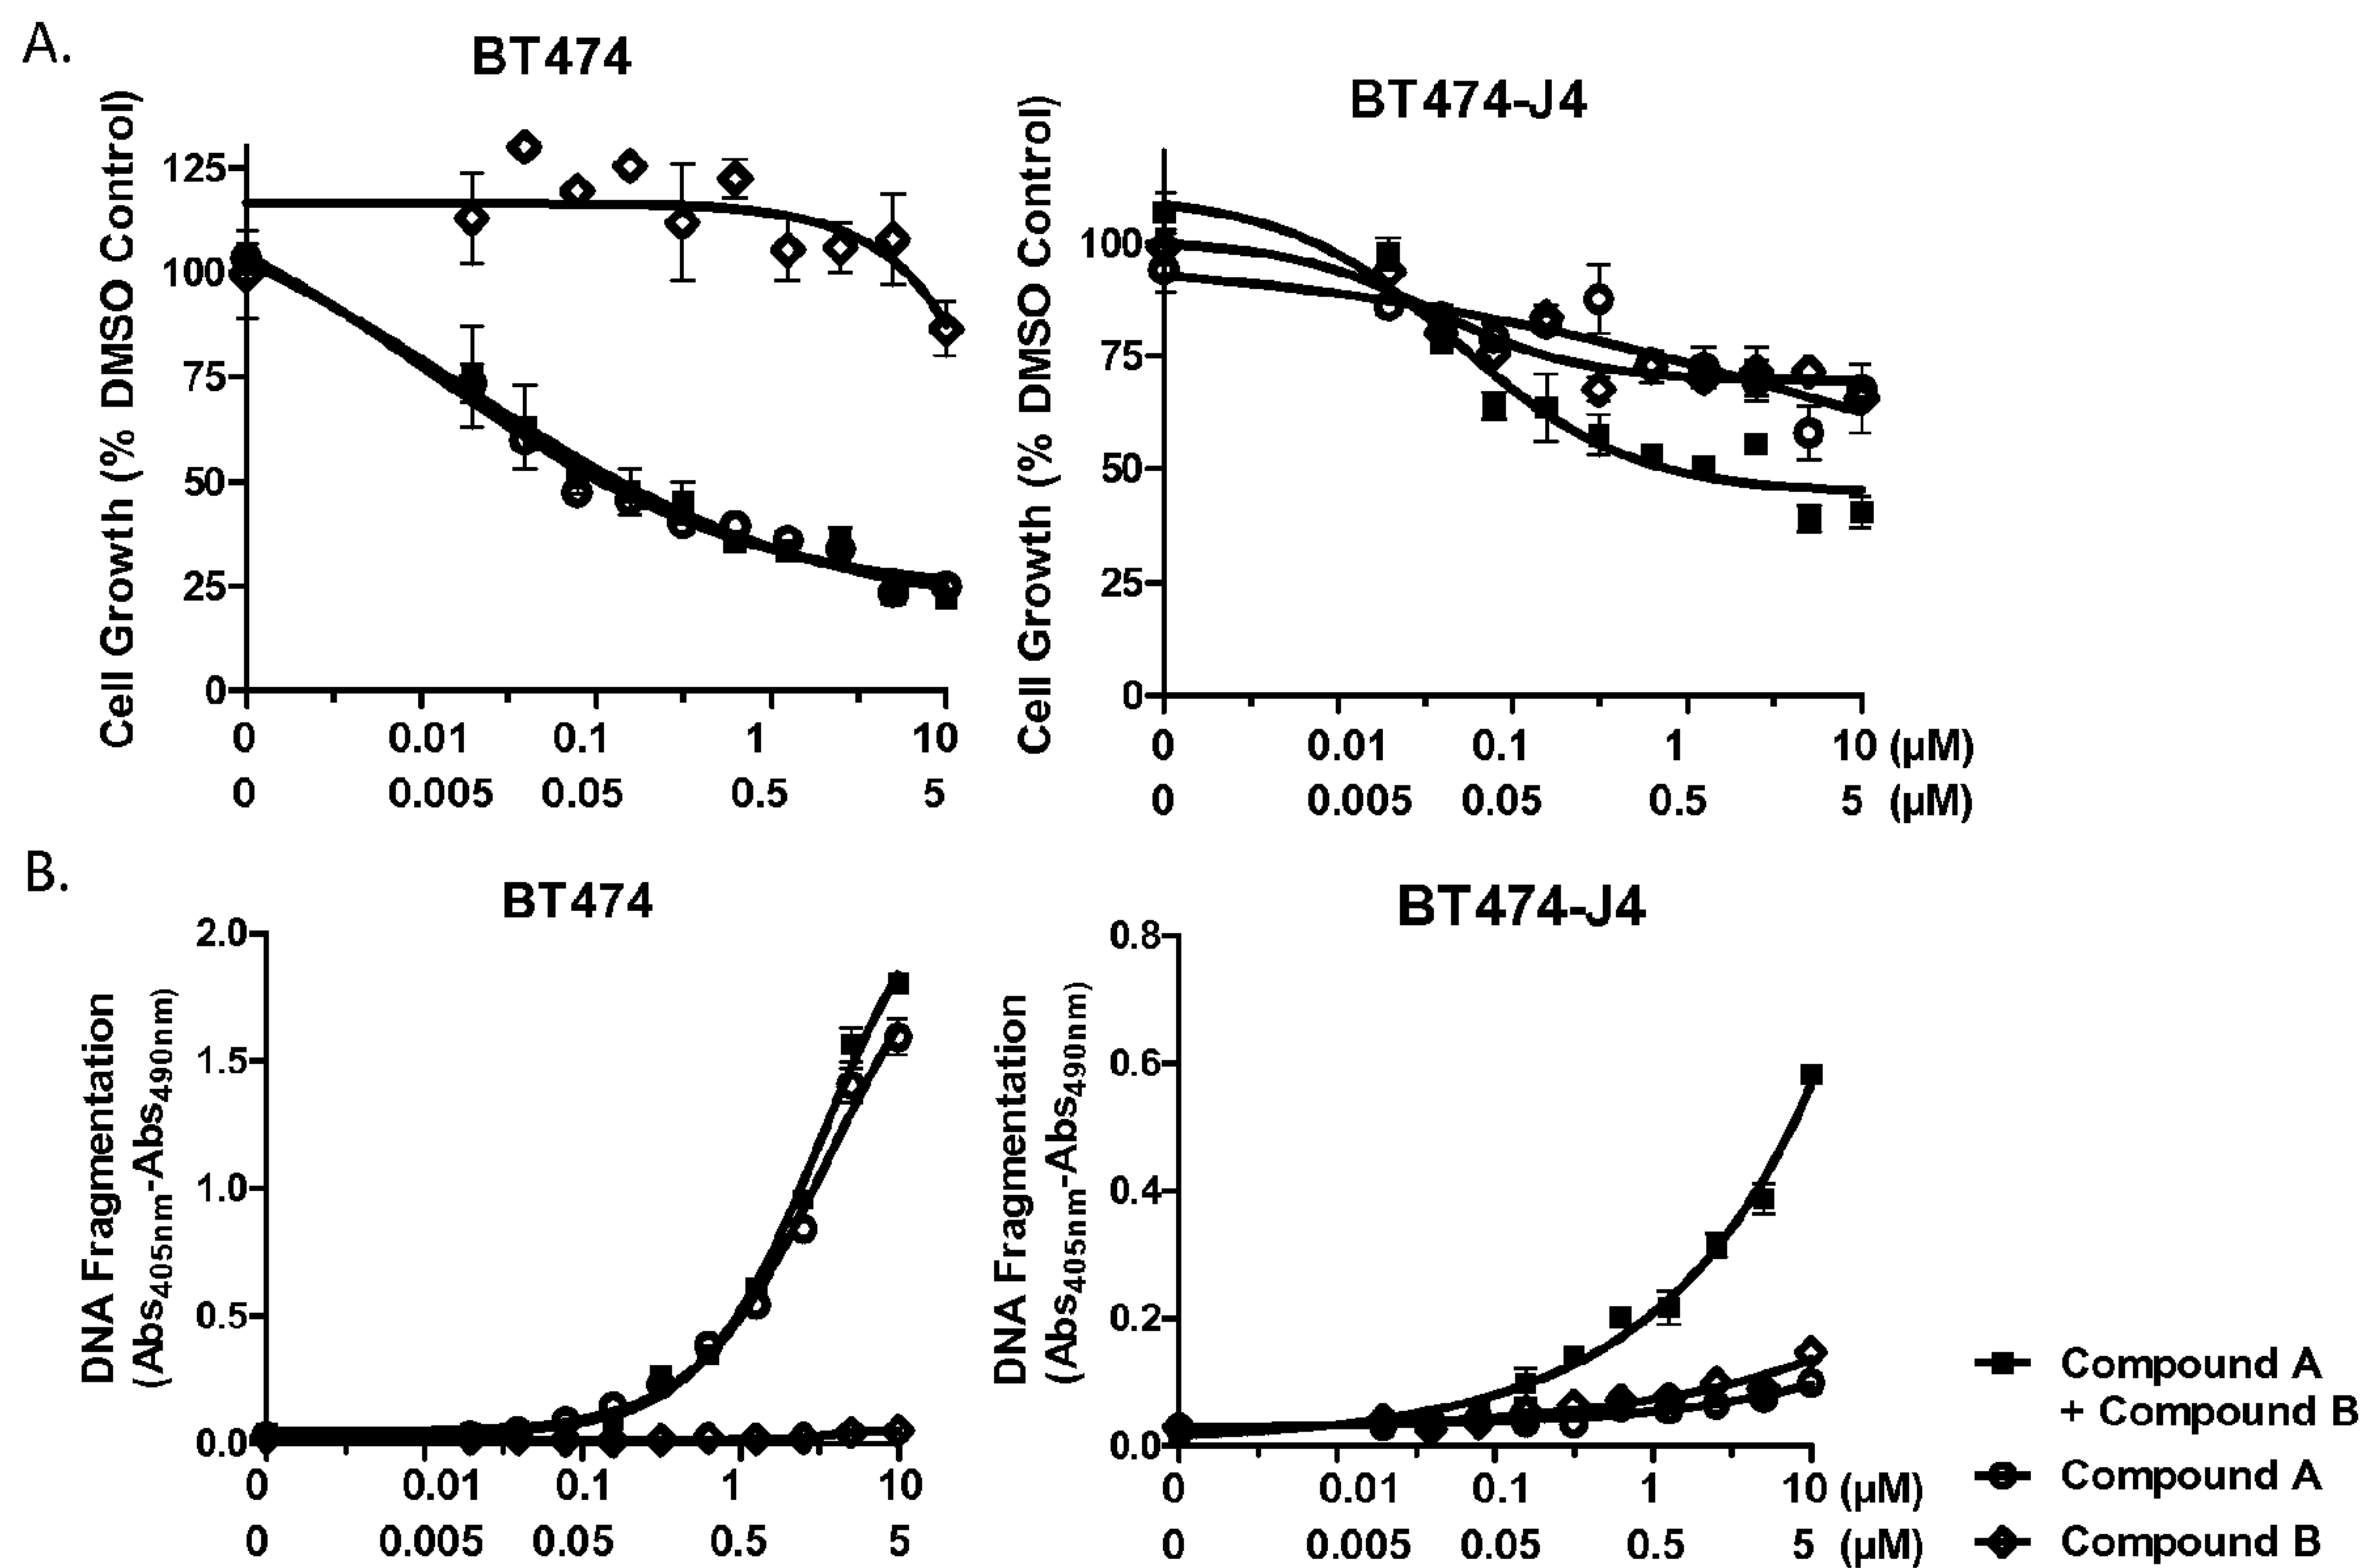 A.
BT474
BT474-J4
Cell Growth (% DMSO Control)
125
100
75
50
25
0
0 0.01 0.1 1 10
0 0.005 0.05 0.5 5
Cell Growth (% DMSO Control)
100
75
50
25
0
0 0.01 0.1 1 10 (μM)
0 0.005 0.05 0.5 5 (μM)
B.
BT474
BT474-J4
DNA Fragmentation
(Abs405nm-Abs490nm)
2.0
1.5
1.0
0.5
0.0
0 0.01 0.1 1 10
0 0.005 0.05 0.5 5
DNA Fragmentation
(Abs405nm-Abs490nm)
0.8
0.6
0.4
0.2
0.0
0 0.01 0.1 1 10 (μM)
0 0.005 0.05 0.5 5 (μM)
Compound A
+ Compound B
Compound A
Compound B